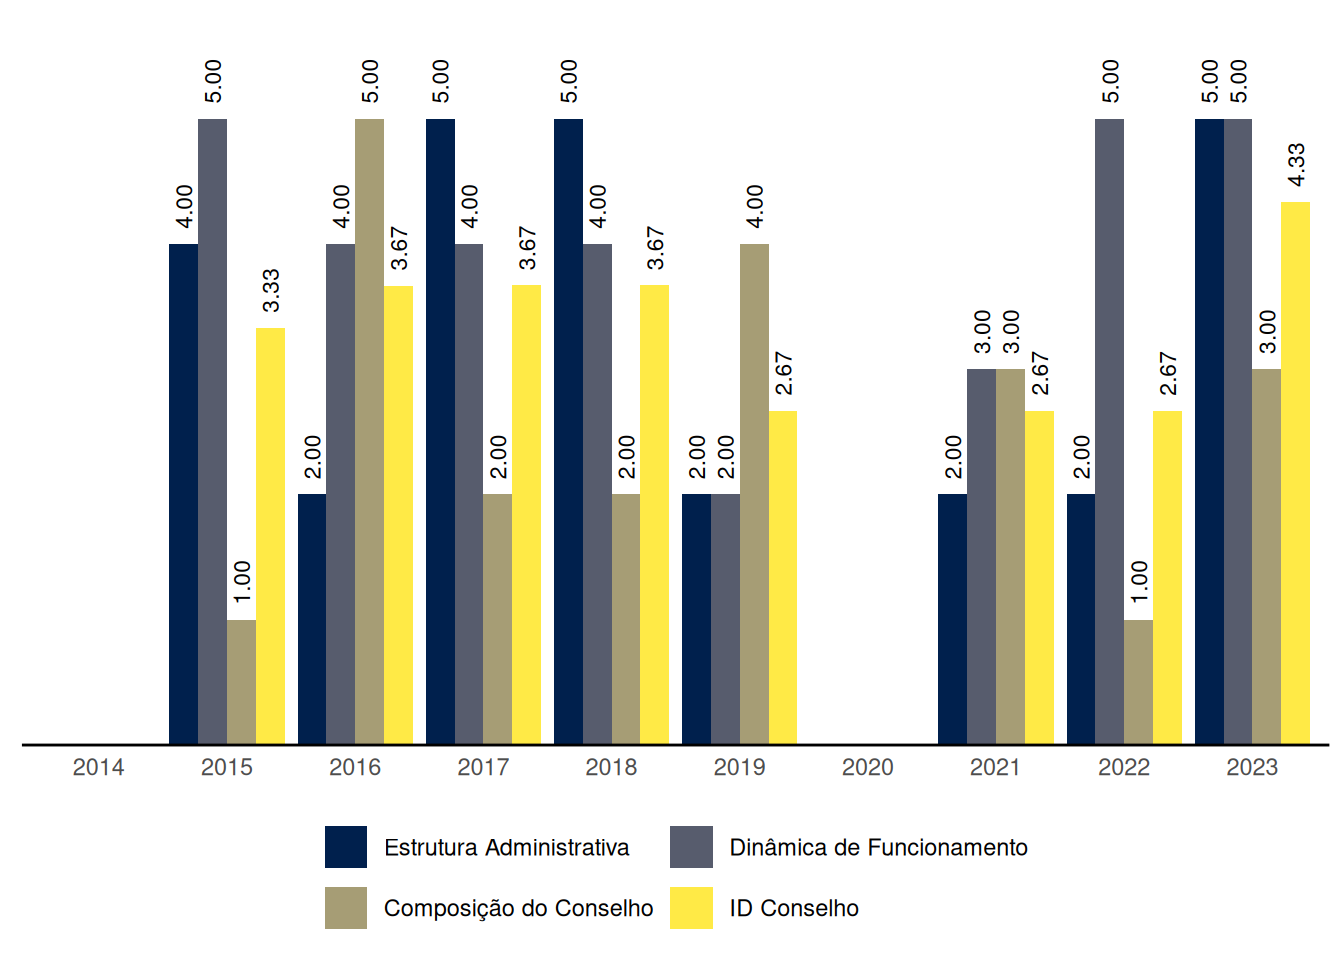 4.00 5.00 1.00 3.33 2.00 4.00 5.00 3.67 5.00 4.00 2.00 3.67 5.00 4.00 2.00 3.67 2.00 2.00 4.00 2.67 2.00 3.00 3.00 2.67 2.00 5.00 1.00 2.67 5.00 5.00 3.00 4.33
2014 2015 2016 2017 2018 2019 2020 2021 2022 2023
Estrutura Administrativa Dinâmica de Funcionamento
Composição do Conselho ID Conselho